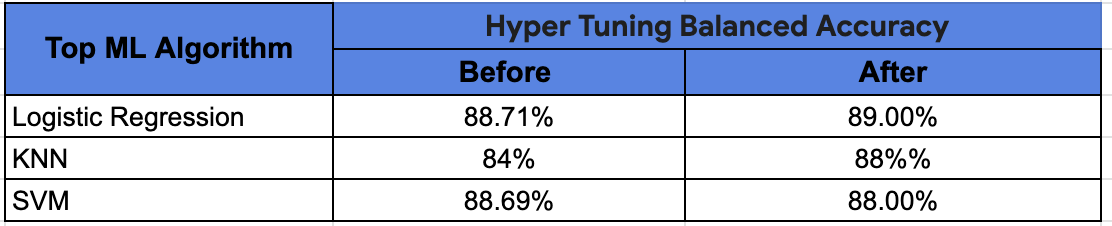 Top ML Algorithm
Hyper Tuning Balanced Accuracy
Before After
Logistic Regression 88.71% 89.00%
KNN 84% 88%%
SVM 88.69% 88.00%